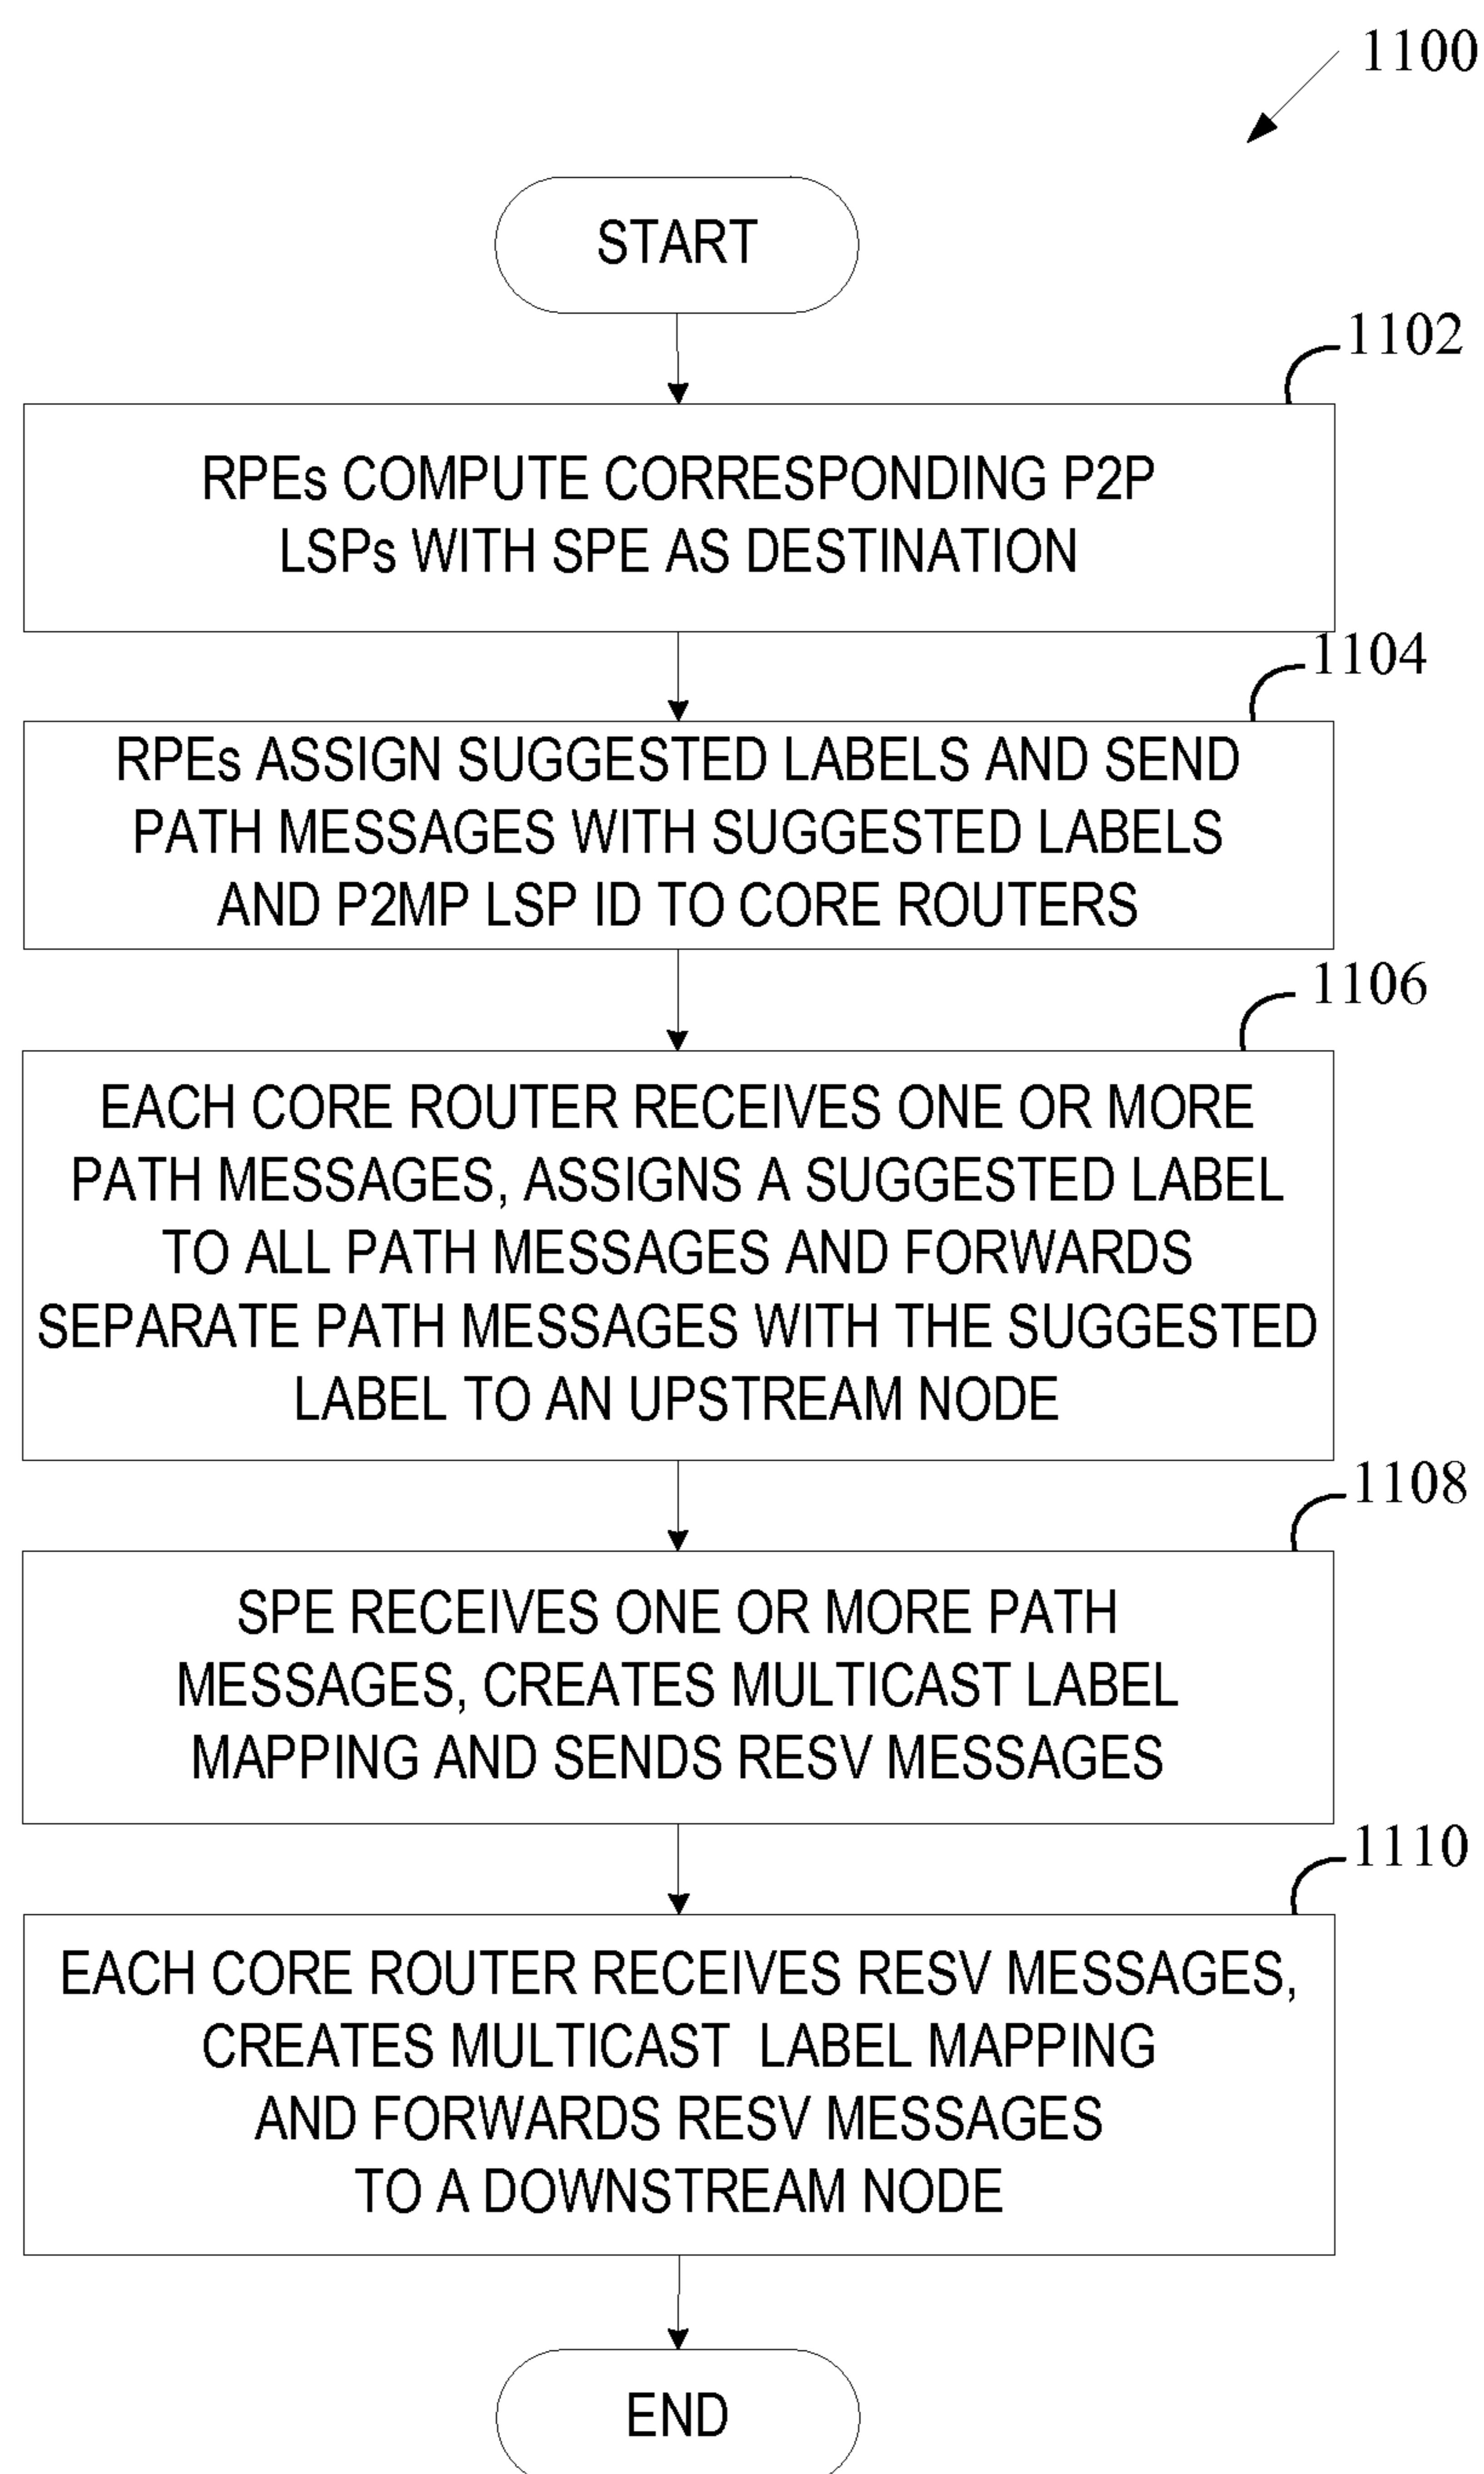 1100
START
1102
RPEs COMPUTE CORRESPONDING P2P
LSPs WITH SPE AS DESTINATION
1104
RPEs ASSIGN SUGGESTED LABELS AND SEND
PATH MESSAGES WITH SUGGESTED LABELS
AND P2MP LSP ID TO CORE ROUTERS
1106
EACH CORE ROUTER RECEIVES ONE OR MORE
PATH MESSAGES, ASSIGNS A SUGGESTED LABEL
TO ALL PATH MESSAGES AND FORWARDS
SEPARATE PATH MESSAGES WITH THE SUGGESTED
LABEL TO AN UPSTREAM NODE
1108
SPE RECEIVES ONE OR MORE PATH
MESSAGES, CREATES MULTICAST LABEL
MAPPING AND SENDS RESV MESSAGES
1110
EACH CORE ROUTER RECEIVES RESV MESSAGES,
CREATES MULTICAST LABEL MAPPING
AND FORWARDS RESV MESSAGES
TO A DOWNSTREAM NODE
END